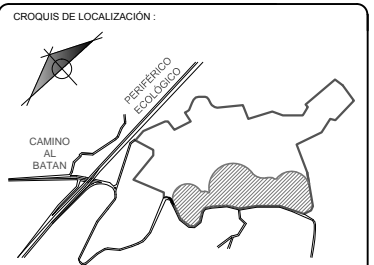 CROQUIS DE LOCALIZACIÓN :
PERIFÉRICO
ECOLÓGICO
CAMINO
AL
BATAN